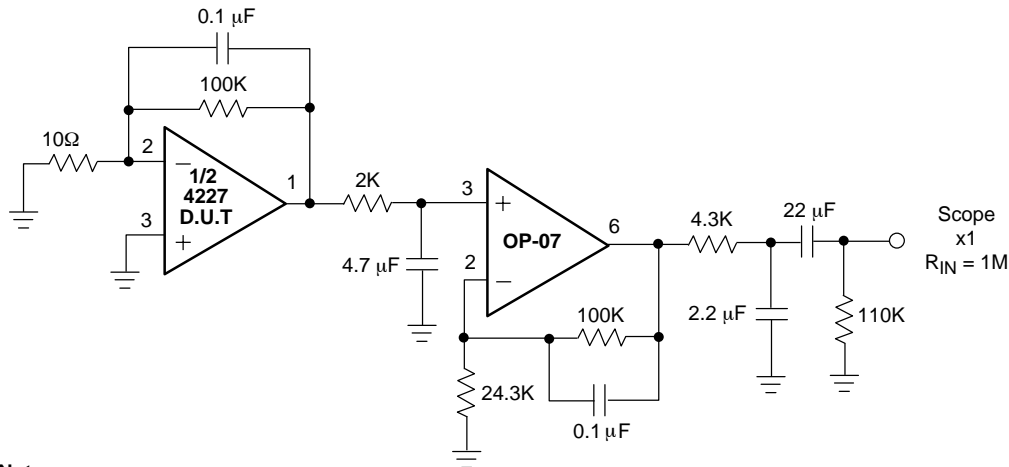 0.1 μF
100K
10Ω
2
−
1/2
4227
D.U.T
1
3
+
2K
4.7 μF
3
+
OP-07
6
2
−
100K
24.3K
0.1 μF
4.3K
22 μF
2.2 μF
110K
Scope
x1
R_IN = 1M